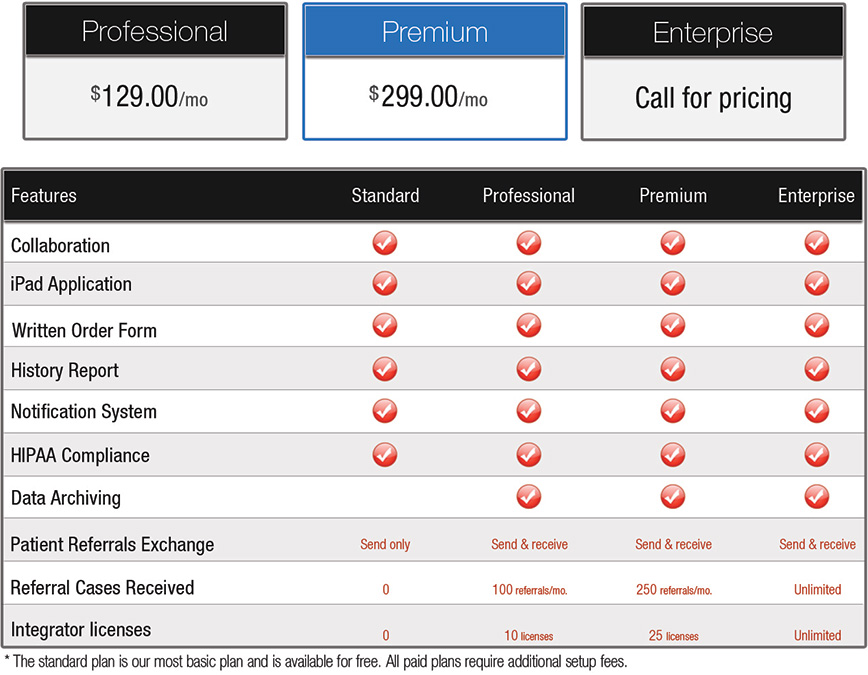 Professional Premium Enterprise
$129.00/mo $299.00/mo Call for pricing
Features Standard Professional Premium Enterprise
Collaboration
iPad Application
Written Order Form
History Report
Notification System
HIPAA Compliance
Data Archiving
Patient Referrals Exchange Send only Send & receive Send & receive Send & receive
Referral Cases Received 0 100 referrals/mo. 250 referrals/mo. Unlimited
Integrator licenses 0 10 licenses 25 licenses Unlimited
* The standard plan is our most basic plan and is available for free. All paid plans require additional setup fees.